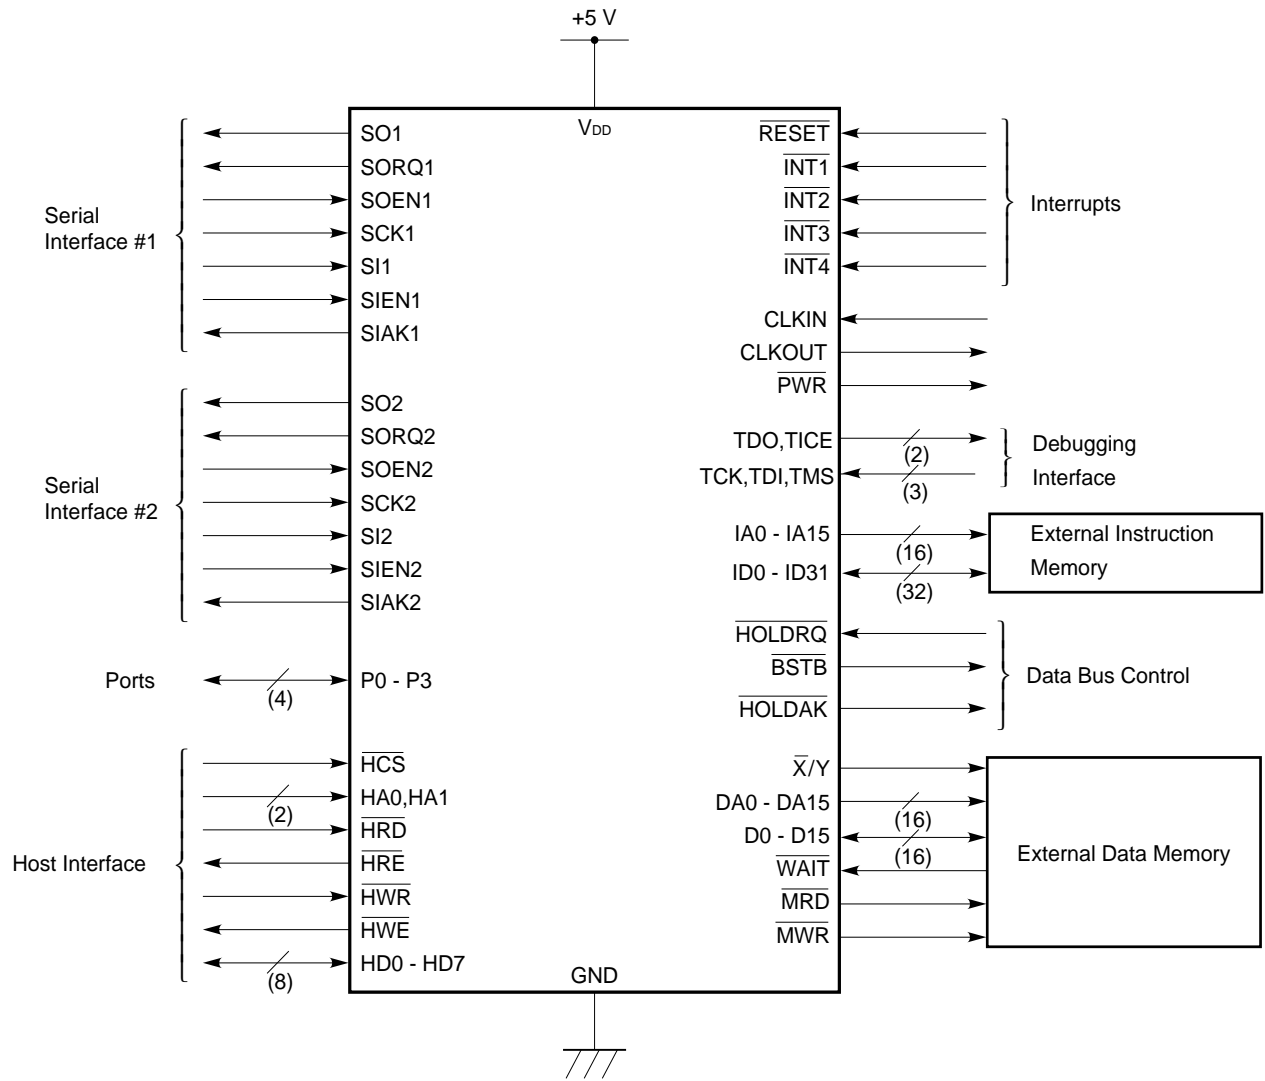 +5 V
VDD
Serial
Interface #1
SO1
SORQ1
SOEN1
SCK1
SI1
SIEN1
SIAK1
Serial
Interface #2
SO2
SORQ2
SOEN2
SCK2
SI2
SIEN2
SIAK2
Ports
(4)
P0 - P3
Host Interface
HCS
HA0,HA1
(2)
HRD
HRE
HWR
HWE
HD0 - HD7
(8)
GND
RESET
INT1
INT2
INT3
INT4
Interrupts
CLKIN
CLKOUT
PWR
TDO,TICE
(2)
TCK,TDI,TMS
(3)
Debugging
Interface
IA0 - IA15
(16)
ID0 - ID31
(32)
External Instruction
Memory
HOLDRQ
BSTB
HOLDAK
Data Bus Control
X/Y
DA0 - DA15
(16)
D0 - D15
(16)
WAIT
MRD
MWR
External Data Memory